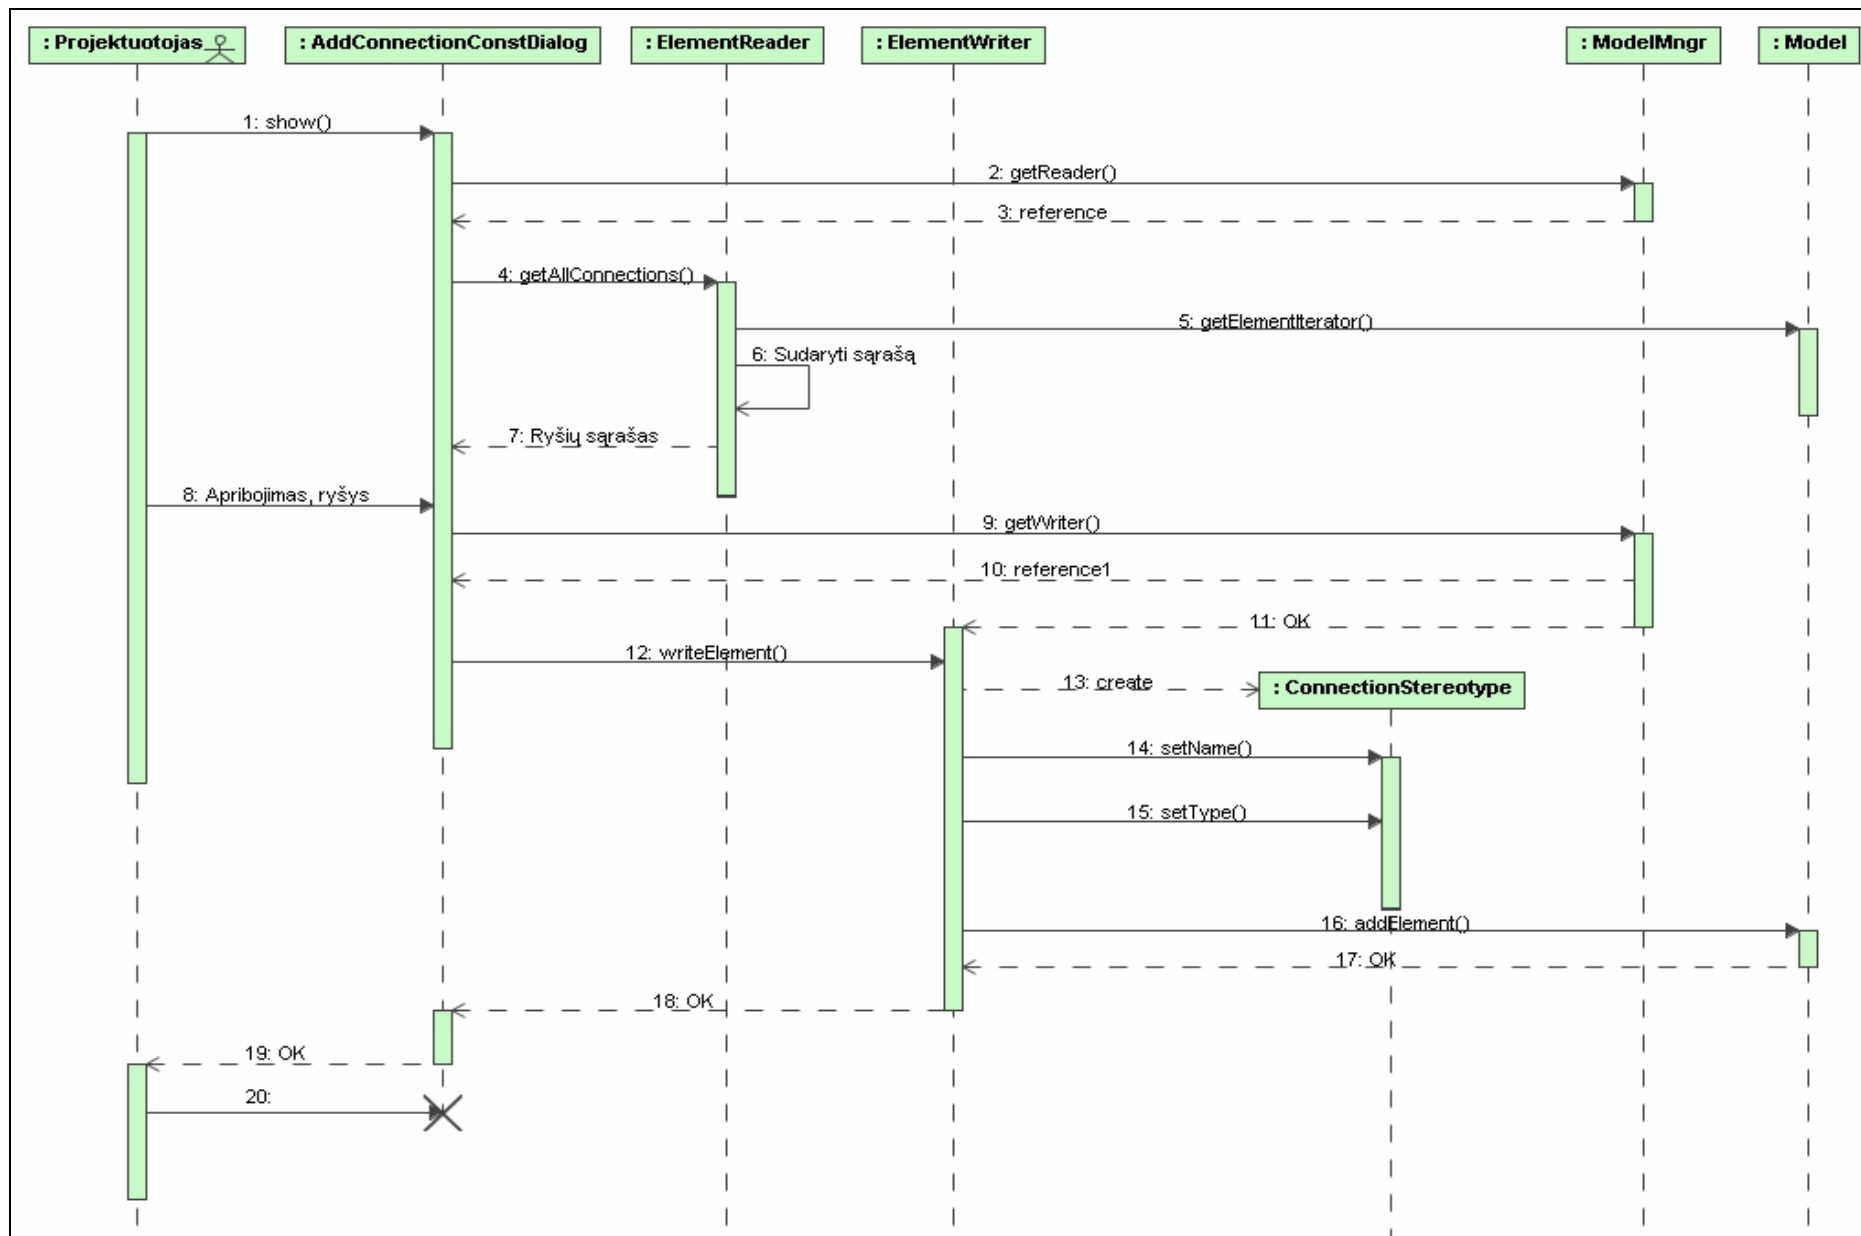 : Projektuotojas
: AddConnectionConstDialog
: ElementReader
: ElementWriter
: ModelMngr
: Model
1: show()
2: getReader()
3: reference
4: getAllConnections()
5: getElementIterator()
6: Sudaryti sąrašą
7: Ryšių sąrašas
8: Apribojimas, ryšys
9: getWriter()
10: reference1
11: OK
12: writeElement()
13: create
: ConnectionStereotype
14: setName()
15: setType()
16: addElement()
17: OK
18: OK
19: OK
20: